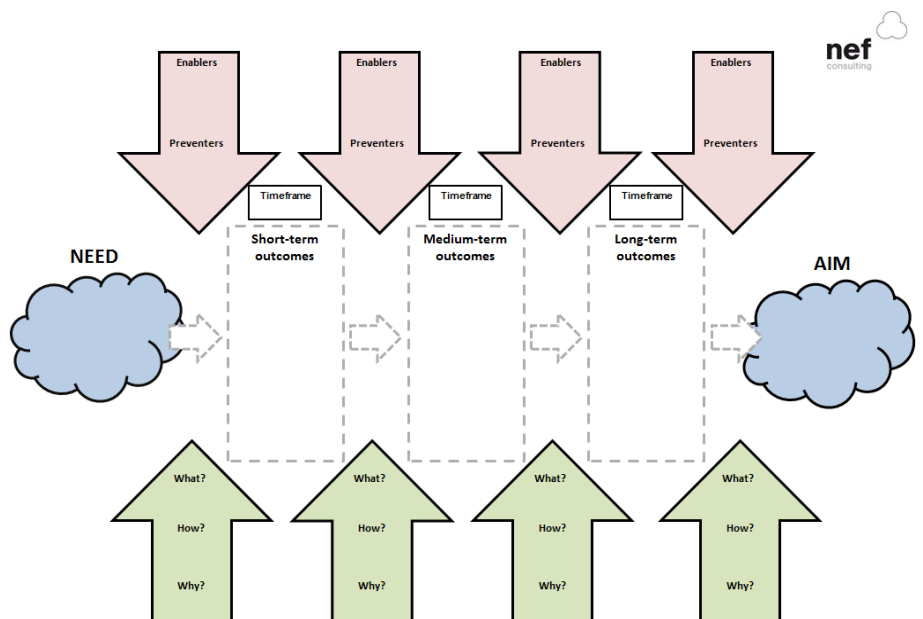 nef
consulting
Enablers
Enablers
Enablers
Enablers
Preventers
Preventers
Preventers
Preventers
Timeframe
Timeframe
Timeframe
Short-term
outcomes
Medium-term
outcomes
Long-term
outcomes
NEED
AIM
What?
What?
What?
What?
How?
How?
How?
How?
Why?
Why?
Why?
Why?